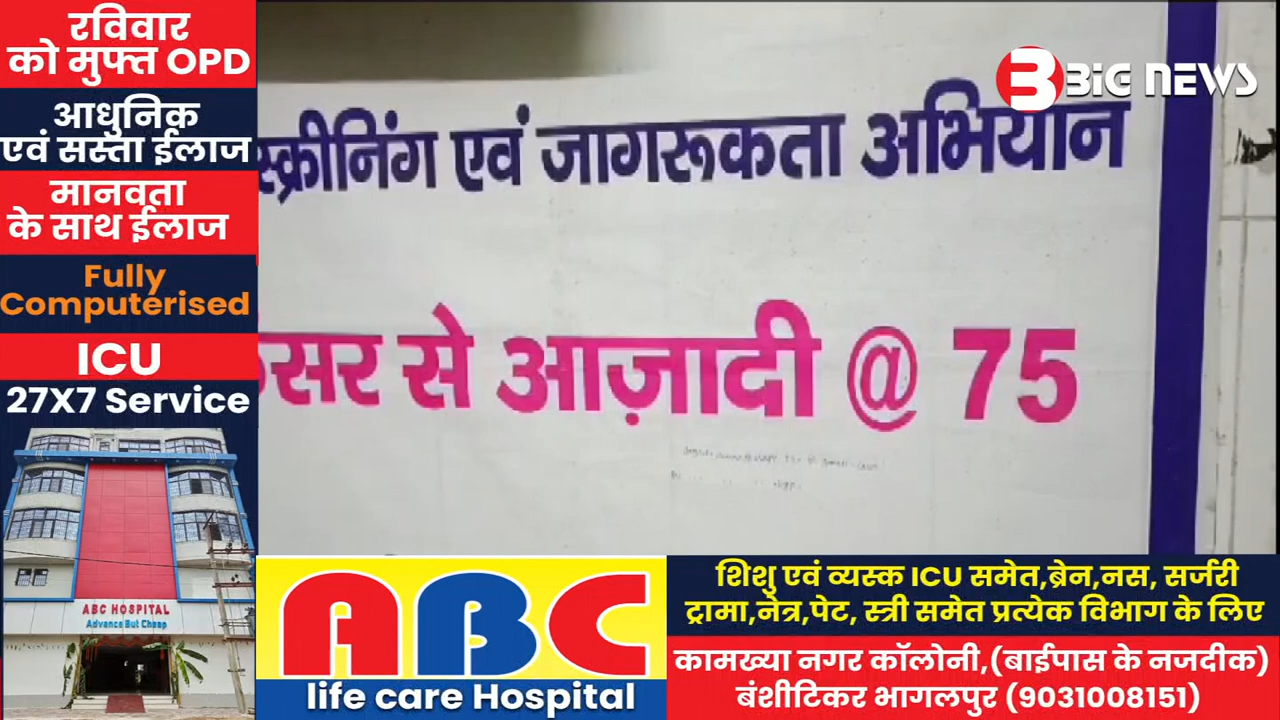 रविवार
को मुफ्त OPD
आधुनिक
एवं सस्ता ईलाज
मानवता
के साथ ईलाज
Fully
Computerised
ICU
27X7 Service
ABC HOSPITAL
Advance But Cheap
BIG NEWS
स्क्रीनिंग एवं जागरूकता अभियान
से आज़ादी @ 75
ABC
life care Hospital
शिशु एवं व्यस्क ICU समेत,ब्रेन,नस, सर्जरी
ट्रामा,नेत्र,पेट, स्त्री समेत प्रत्येक विभाग के लिए
कामख्या नगर कॉलोनी,(बाईपास के नजदीक)
बंशीटिकर भागलपुर (9031008151)